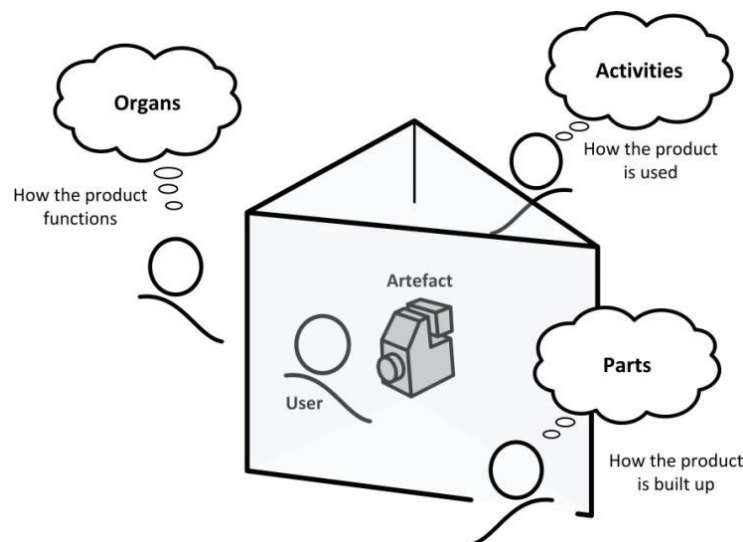 Organs
How the product
functions
Activities
How the product
is used
Artefact
User
Parts
How the product
is built up